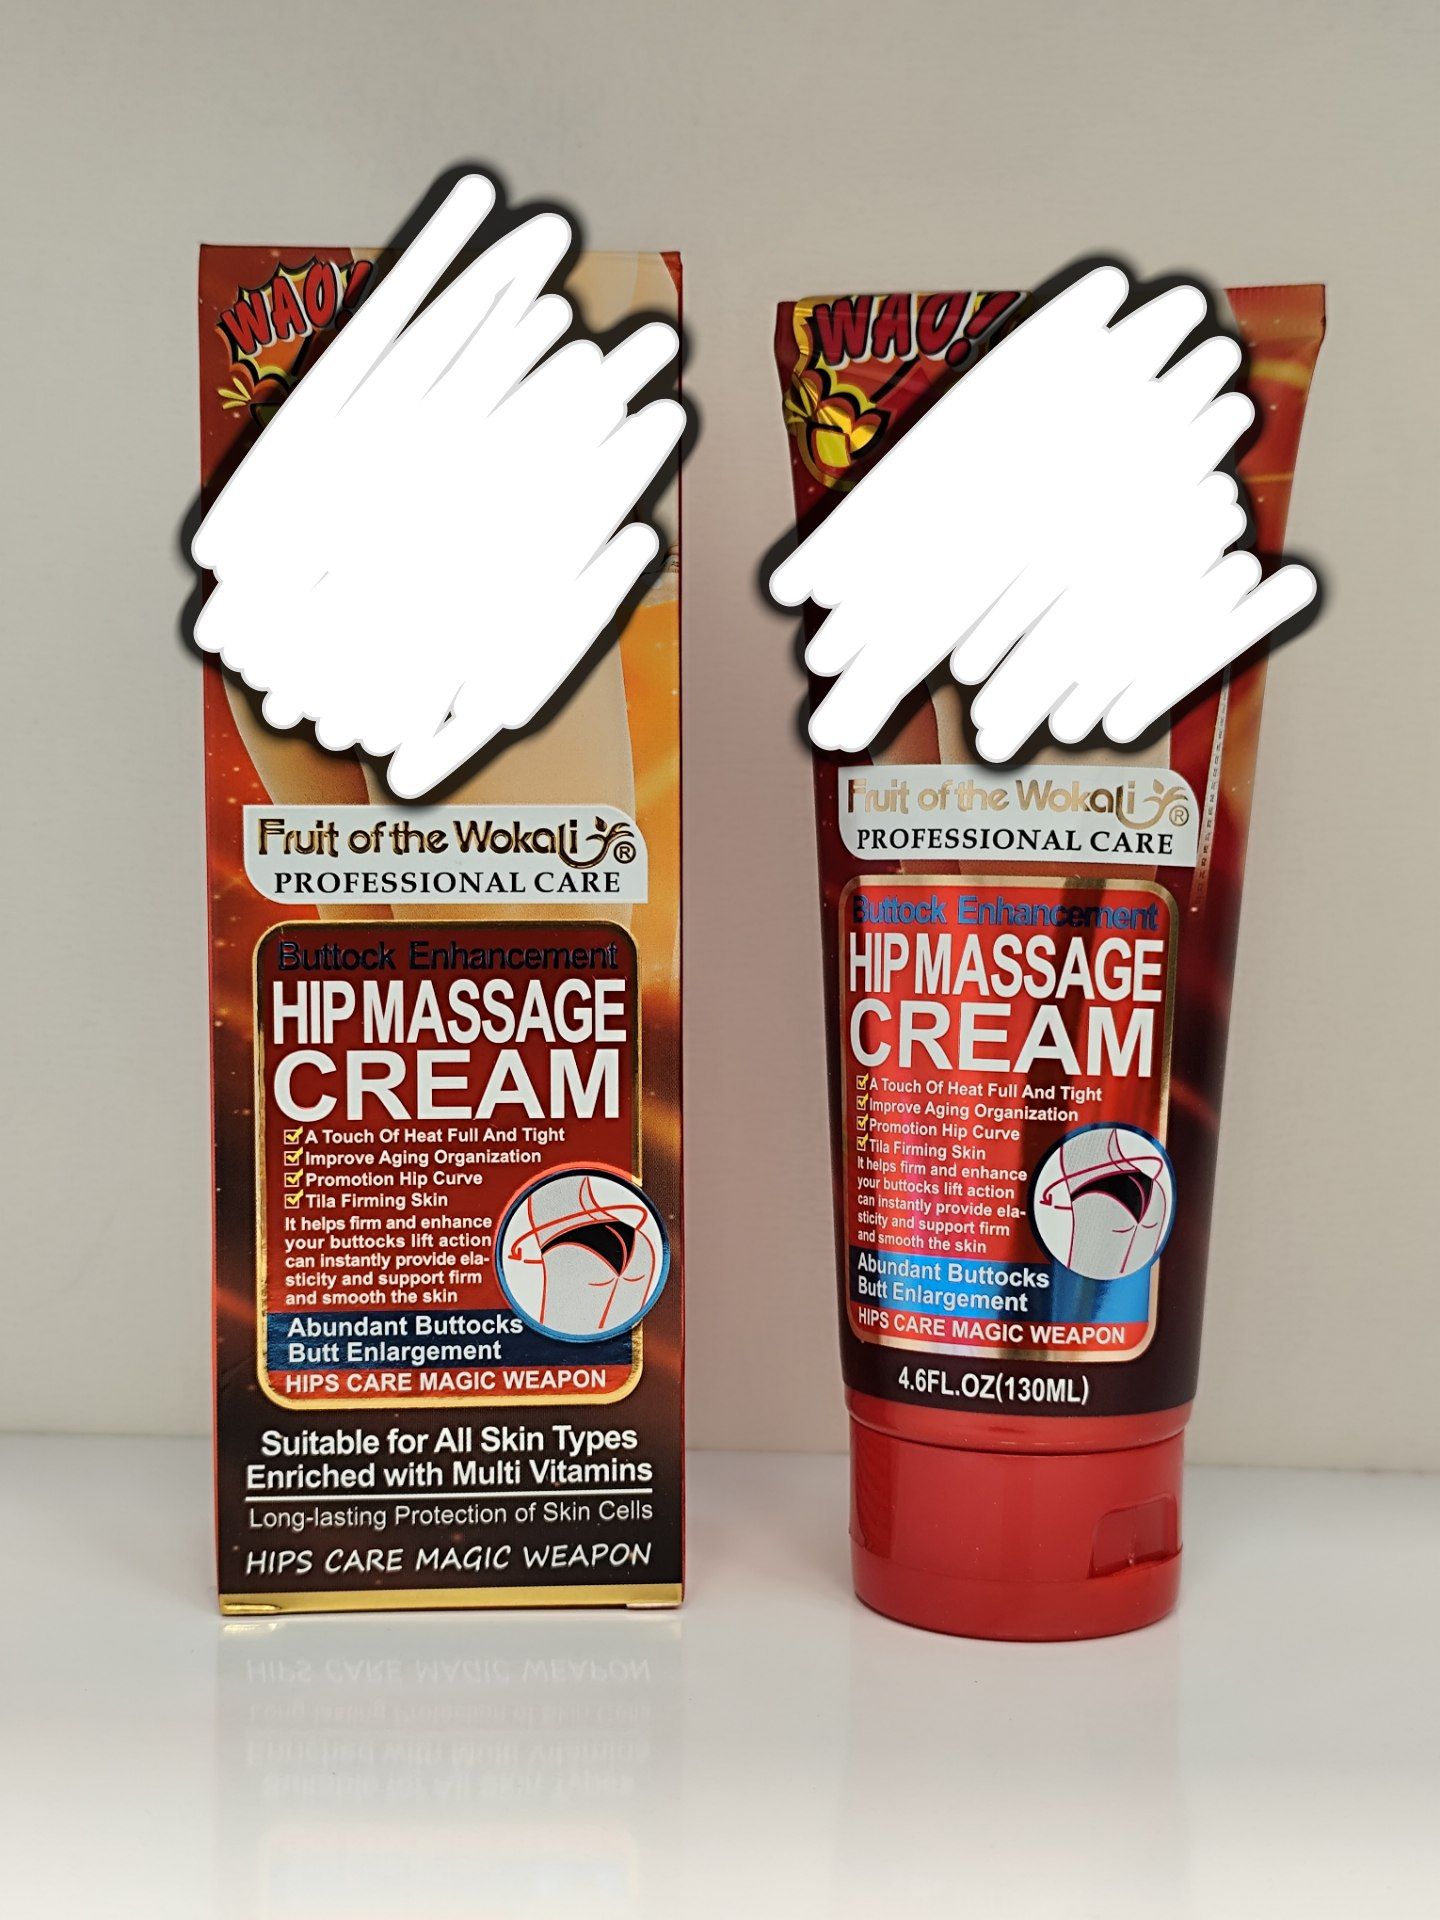 WAO!
Fruit of the Wokali ®
PROFESSIONAL CARE
Buttock Enhancement
HIP MASSAGE
CREAM
A Touch Of Heat Full And Tight
Improve Aging Organization
Promotion Hip Curve
Tila Firming Skin
It helps firm and enhance
your buttocks lift action
can instantly provide ela-
sticity and support firm
and smooth the skin
Abundant Buttocks
Butt Enlargement
HIPS CARE MAGIC WEAPON
Suitable for All Skin Types
Enriched with Multi Vitamins
Long-lasting Protection of Skin Cells
HIPS CARE MAGIC WEAPON
WAO!
Fruit of the Wokali ®
PROFESSIONAL CARE
Buttock Enhancement
HIP MASSAGE
CREAM
A Touch Of Heat Full And Tight
Improve Aging Organization
Promotion Hip Curve
Tila Firming Skin
It helps firm and enhance
your buttocks lift action
can instantly provide ela-
sticity and support firm
and smooth the skin
Abundant Buttocks
Butt Enlargement
HIPS CARE MAGIC WEAPON
4.6FL.OZ(130ML)